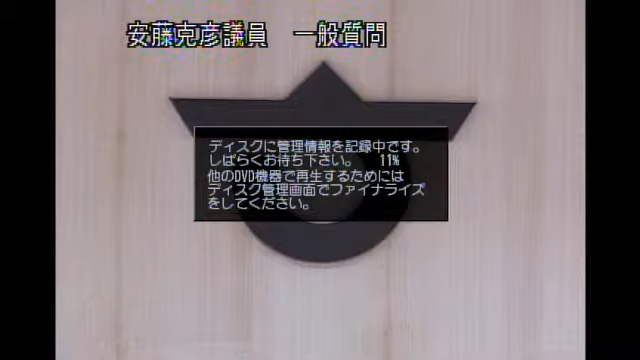 安藤克彦議員　一般質問
ディスクに管理情報を記録中です。
しばらくお待ち下さい。　11%
他のDVD機器で再生するためには
ディスク管理画面でファイナライズ
をしてください。